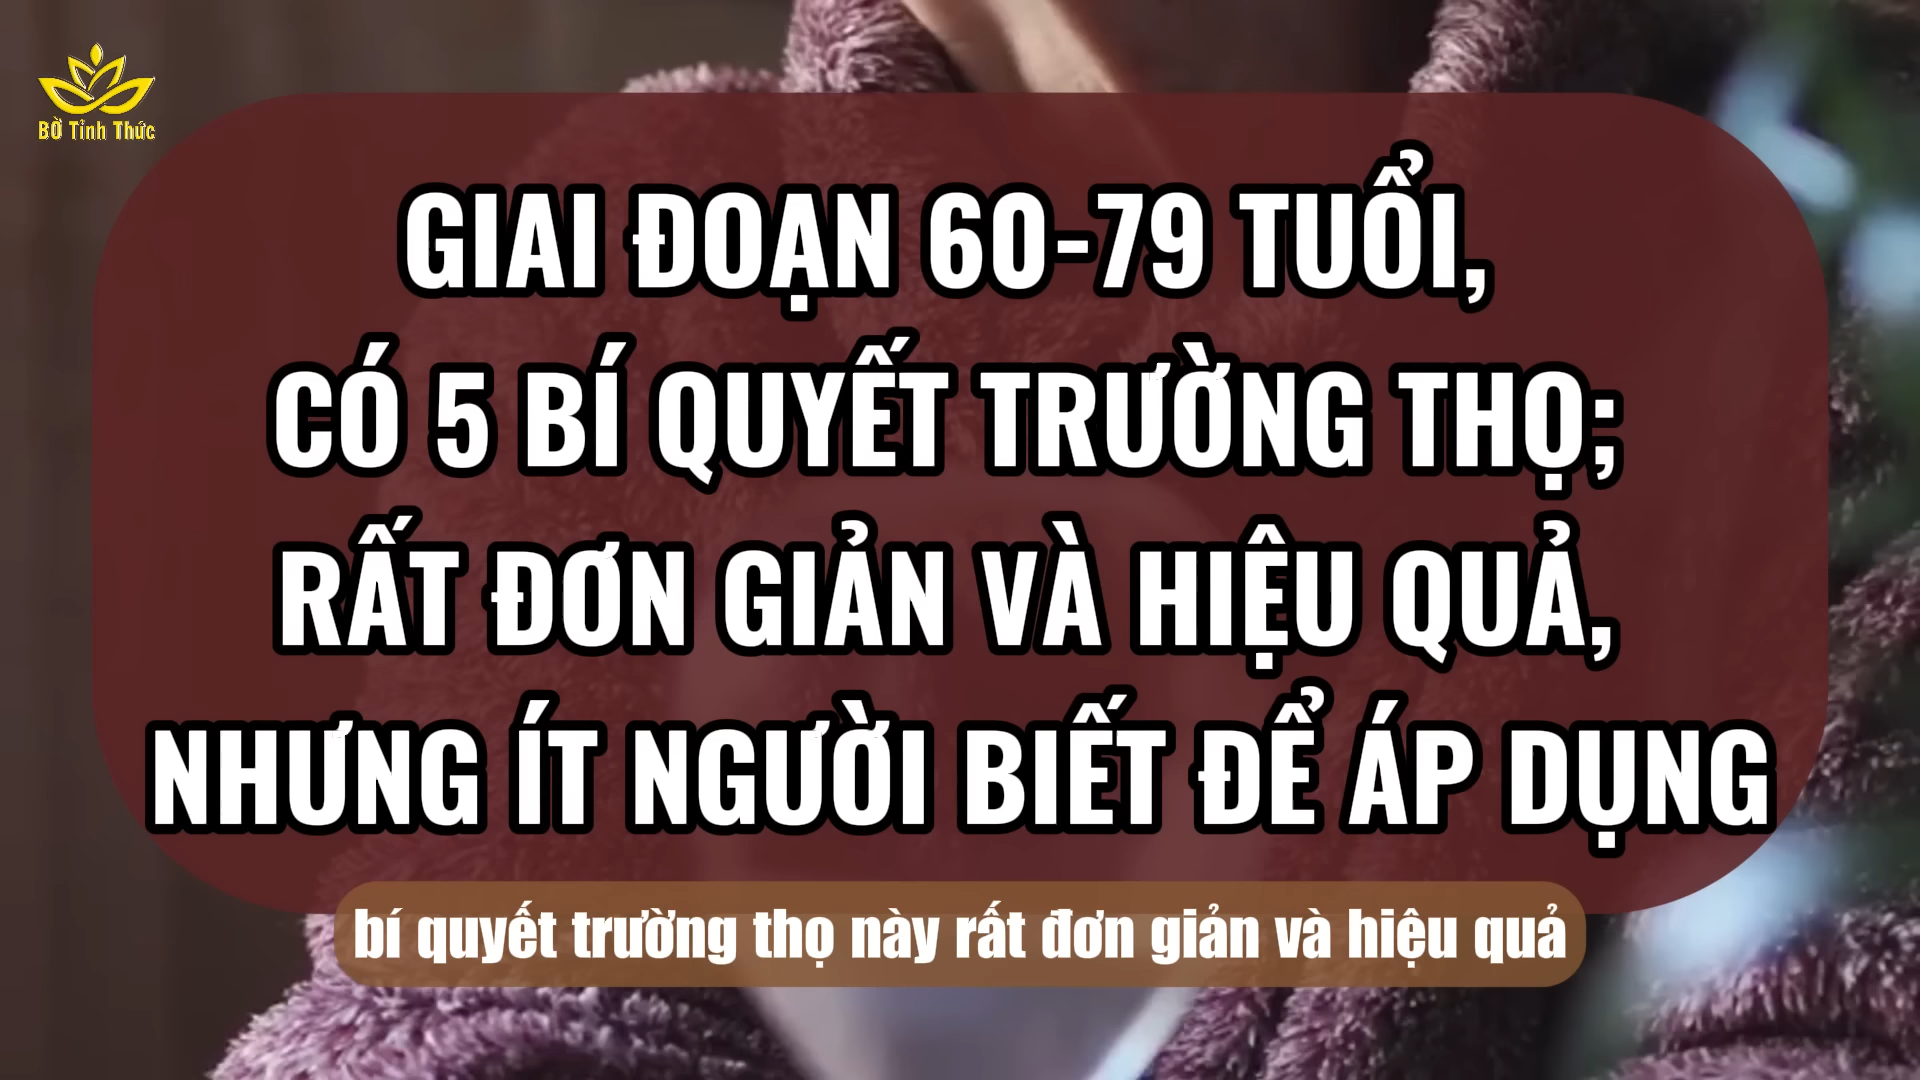 BỜ Tỉnh Thức
GIAI ĐOẠN 60-79 TUỔI,
CÓ 5 BÍ QUYẾT TRƯỜNG THỌ;
RẤT ĐƠN GIẢN VÀ HIỆU QUẢ,
NHƯNG ÍT NGƯỜI BIẾT ĐỂ ÁP DỤNG
bí quyết trường thọ này rất đơn giản và hiệu quả